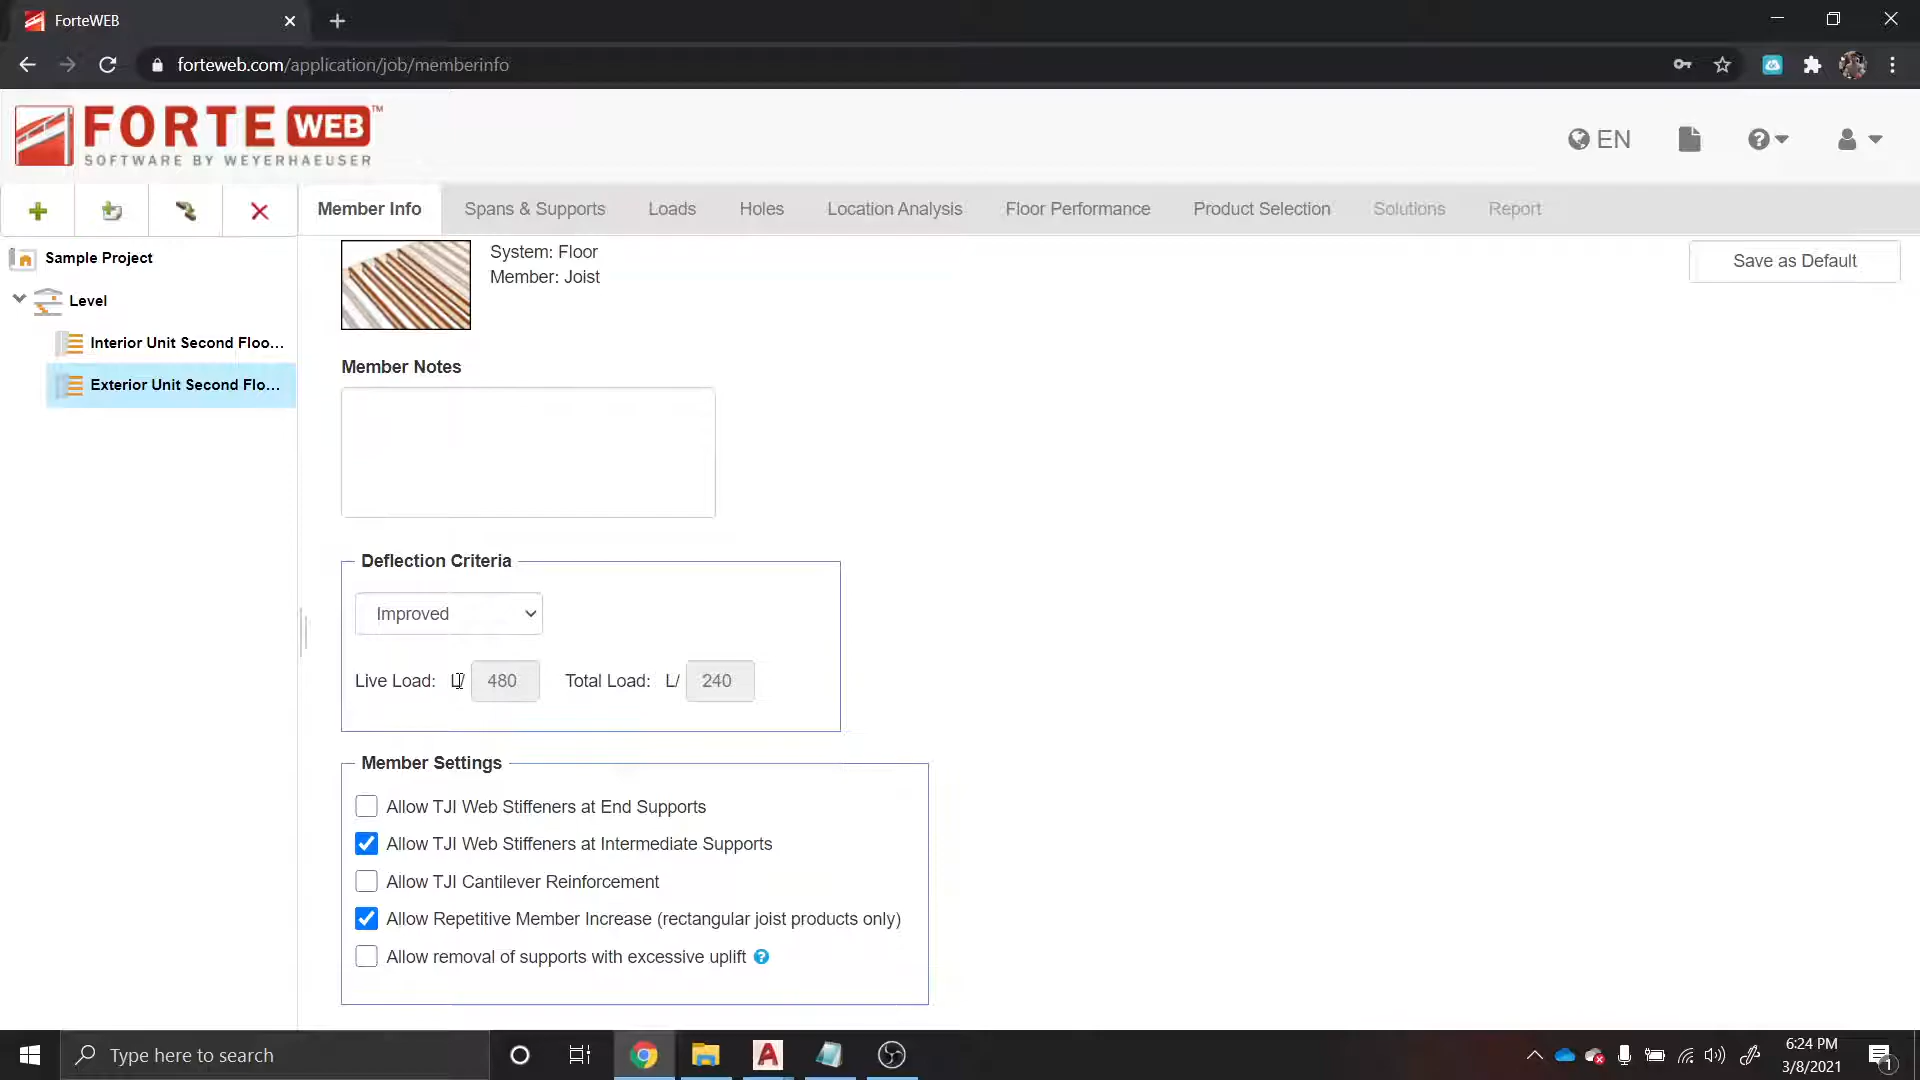 ForteWEB
forteweb.com/application/job/memberinfo
FORTE WEB™
SOFTWARE BY WEYERHAEUSER
EN
Member Info
Spans & Supports
Loads
Holes
Location Analysis
Floor Performance
Product Selection
Solutions
Report
Sample Project
Level
Interior Unit Second Floo...
Exterior Unit Second Flo...
System: Floor
Member: Joist
Save as Default
Member Notes
Deflection Criteria
Improved
Live Load: L/ 480 Total Load: L/ 240
Member Settings
Allow TJI Web Stiffeners at End Supports
Allow TJI Web Stiffeners at Intermediate Supports
Allow TJI Cantilever Reinforcement
Allow Repetitive Member Increase (rectangular joist products only)
Allow removal of supports with excessive uplift
Type here to search
6:24 PM
3/8/2021
1